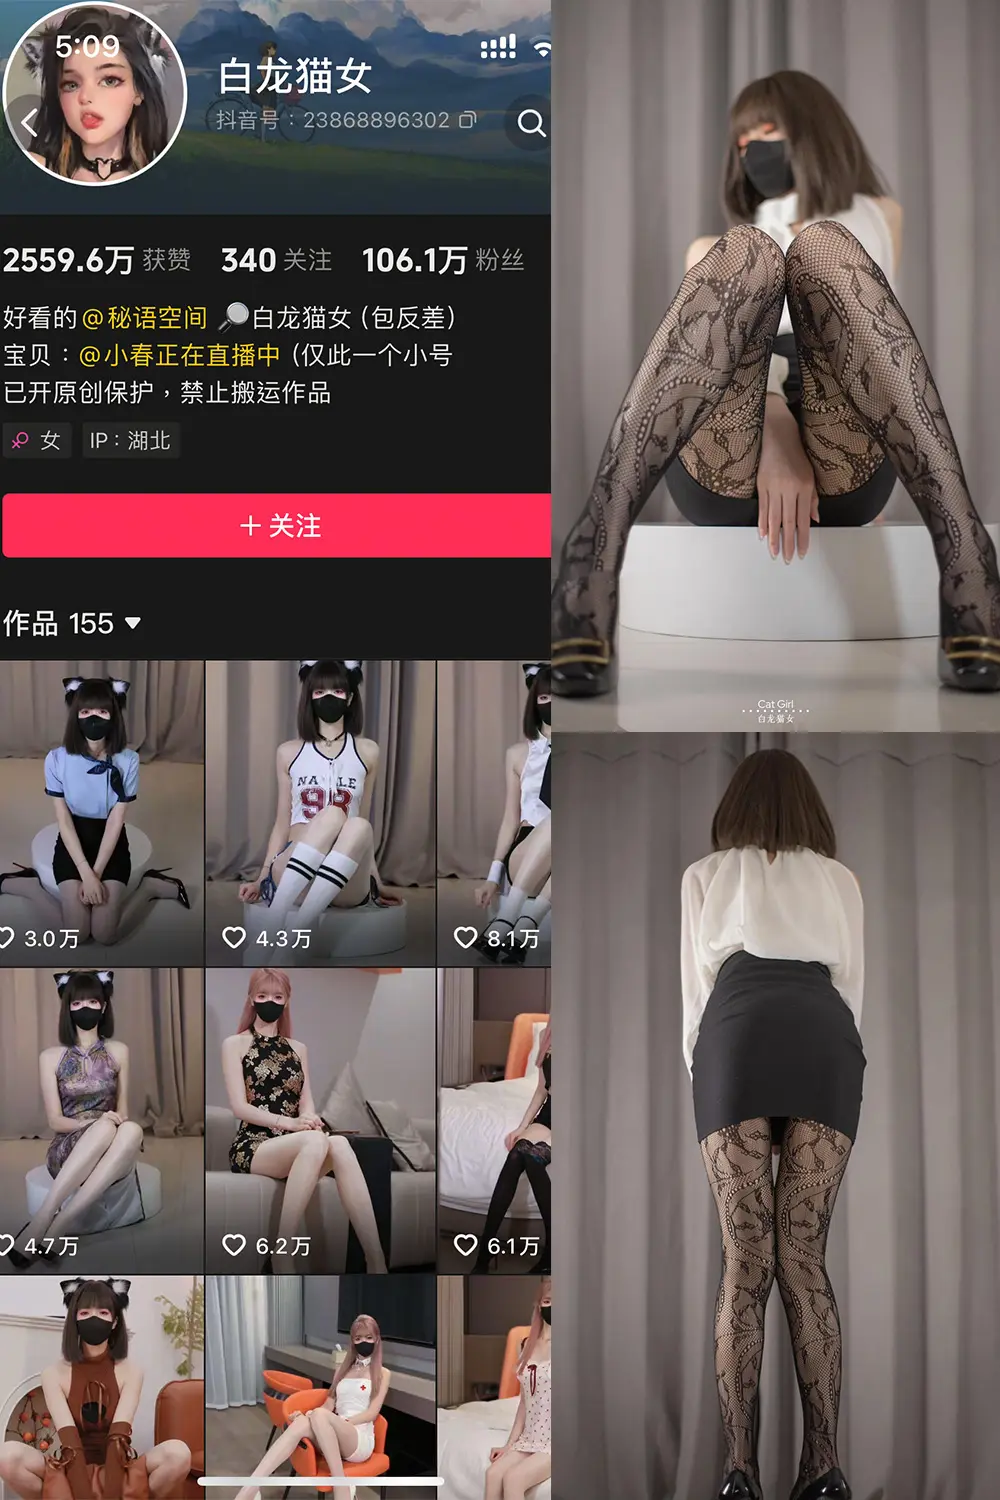 5:09
白龙猫女
抖音号：23868896302
2559.6万 获赞 340 关注 106.1万 粉丝
好看的@秘语空间 🔎白龙猫女（包反差）
宝贝：@小春正在直播中（仅此一个小号
已开原创保护，禁止搬运作品
女 IP：湖北
+ 关注
作品 155
98
3.0万 4.3万 8.1万
4.7万 6.2万 6.1万
Cat Girl
白龙猫女